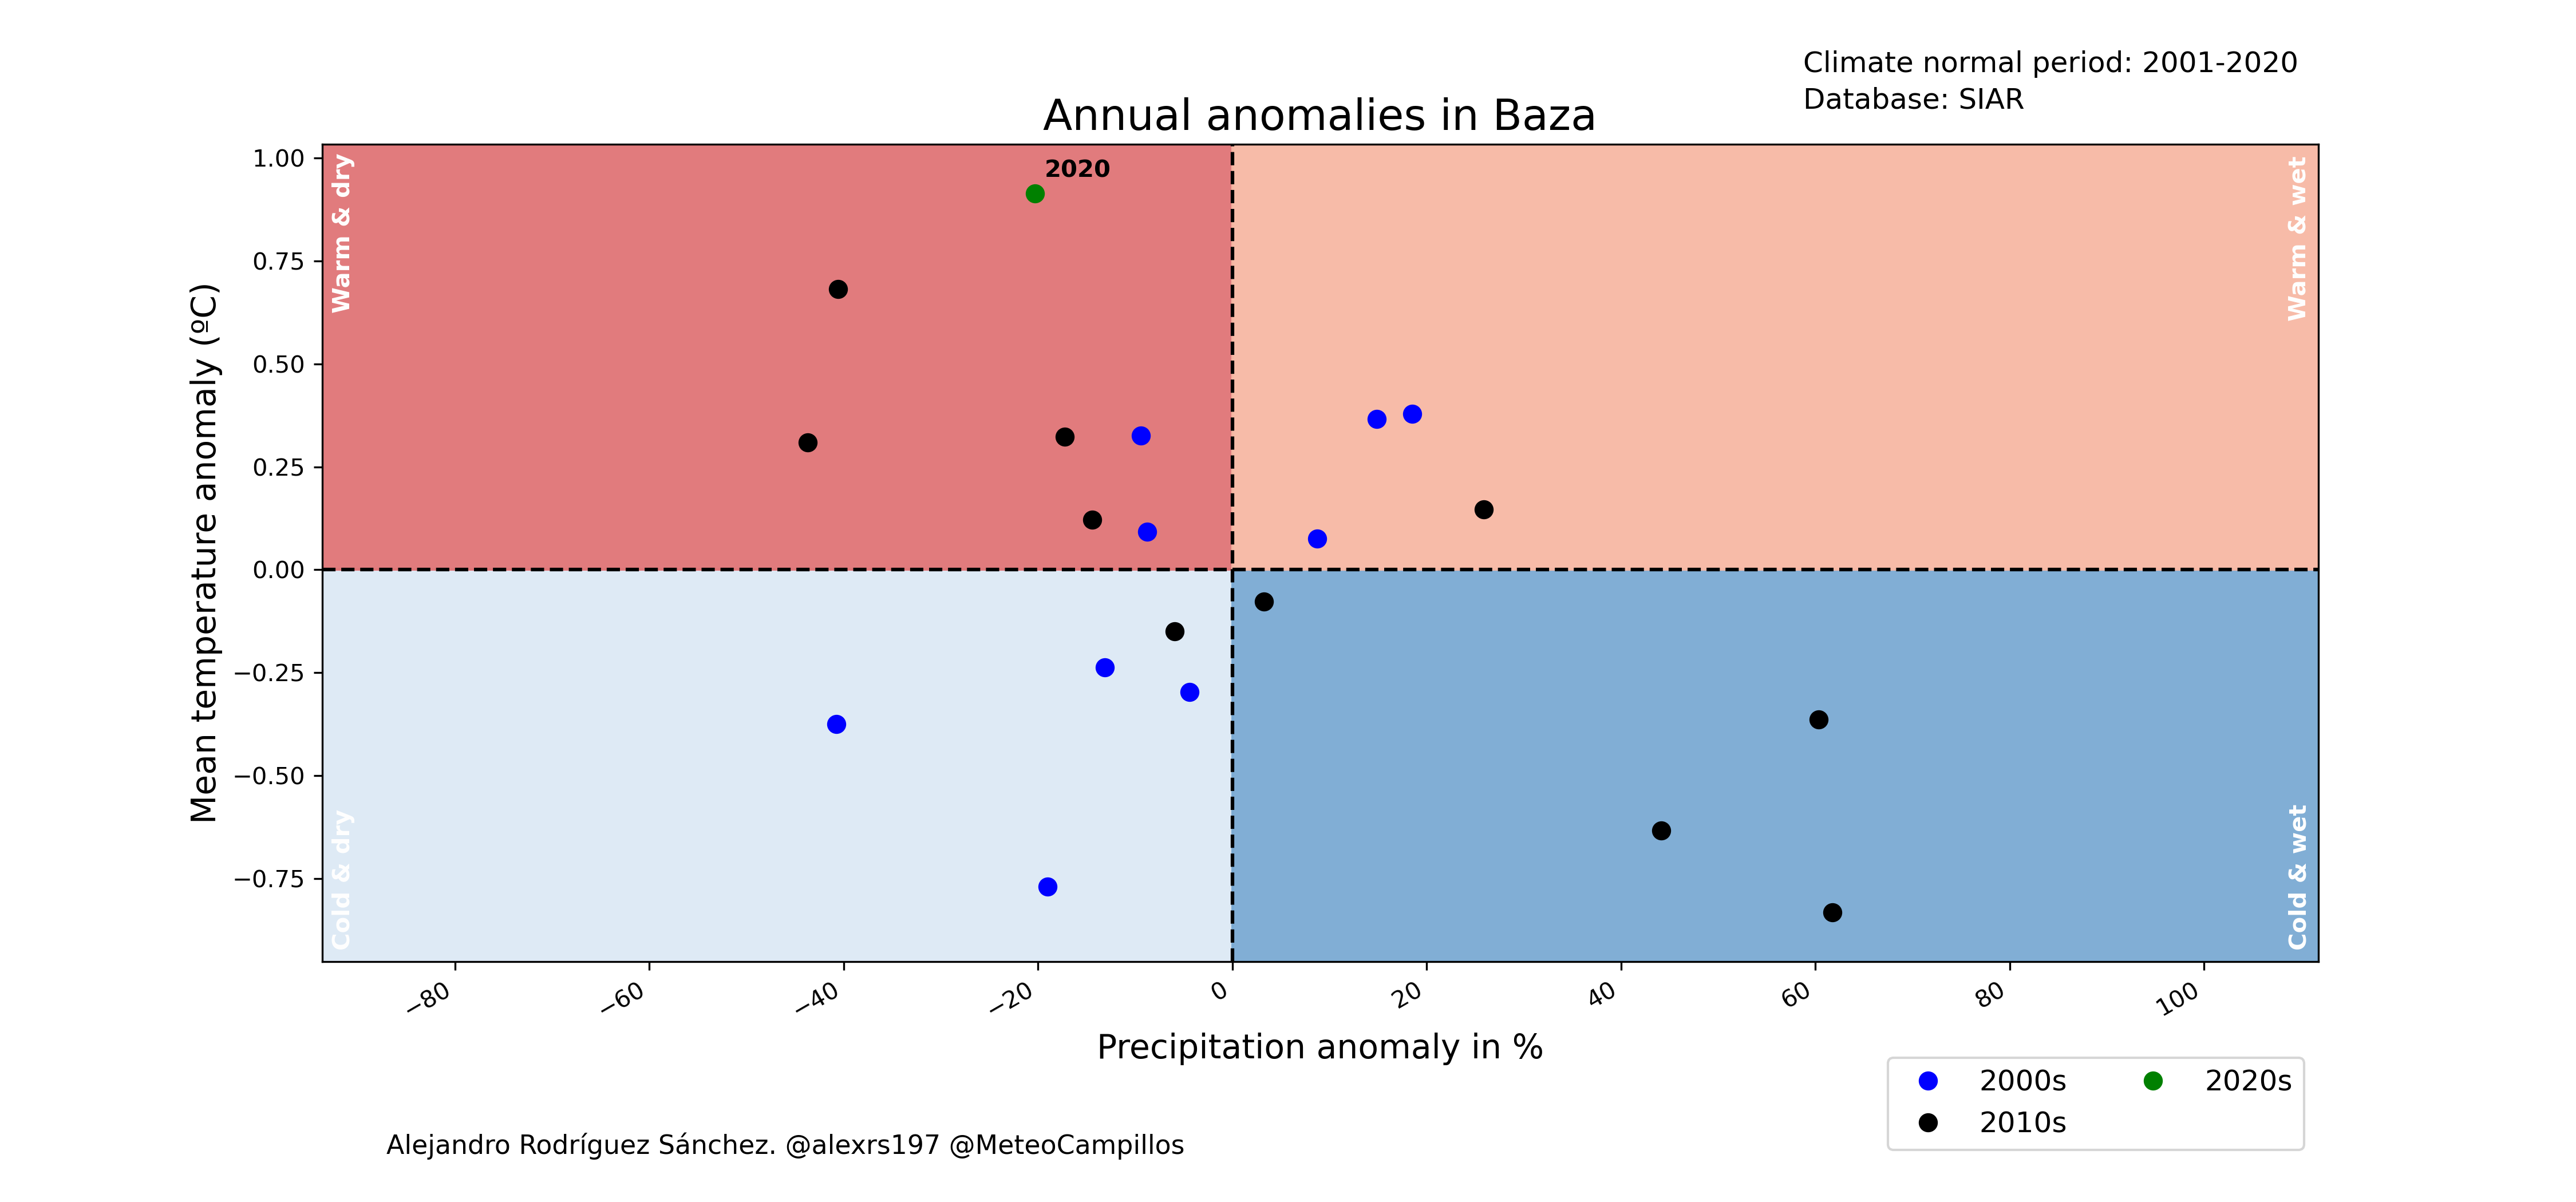 Climate normal period: 2001-2020
Database: SIAR
Annual anomalies in Baza
Mean temperature anomaly (ºC)
1.00
0.75
0.50
0.25
0.00
−0.25
−0.50
−0.75
Warm & dry
Warm & wet
2020
Cold & dry
Cold & wet
−80
−60
−40
−20
0
20
40
60
80
100
Precipitation anomaly in %
2000s
2010s
2020s
Alejandro Rodríguez Sánchez. @alexrs197 @MeteoCampillos